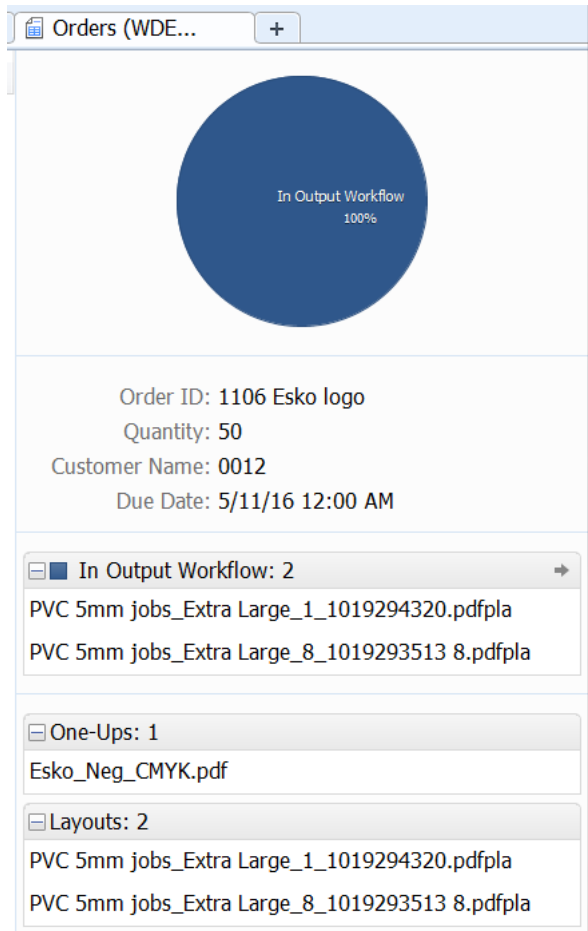 Orders (WDE...
+
In Output Workflow
100%
Order ID: 1106 Esko logo
Quantity: 50
Customer Name: 0012
Due Date: 5/11/16 12:00 AM
In Output Workflow: 2
PVC 5mm jobs_Extra Large_1_1019294320.pdfpla
PVC 5mm jobs_Extra Large_8_1019293513 8.pdfpla
One-Ups: 1
Esko_Neg_CMYK.pdf
Layouts: 2
PVC 5mm jobs_Extra Large_1_1019294320.pdfpla
PVC 5mm jobs_Extra Large_8_1019293513 8.pdfpla